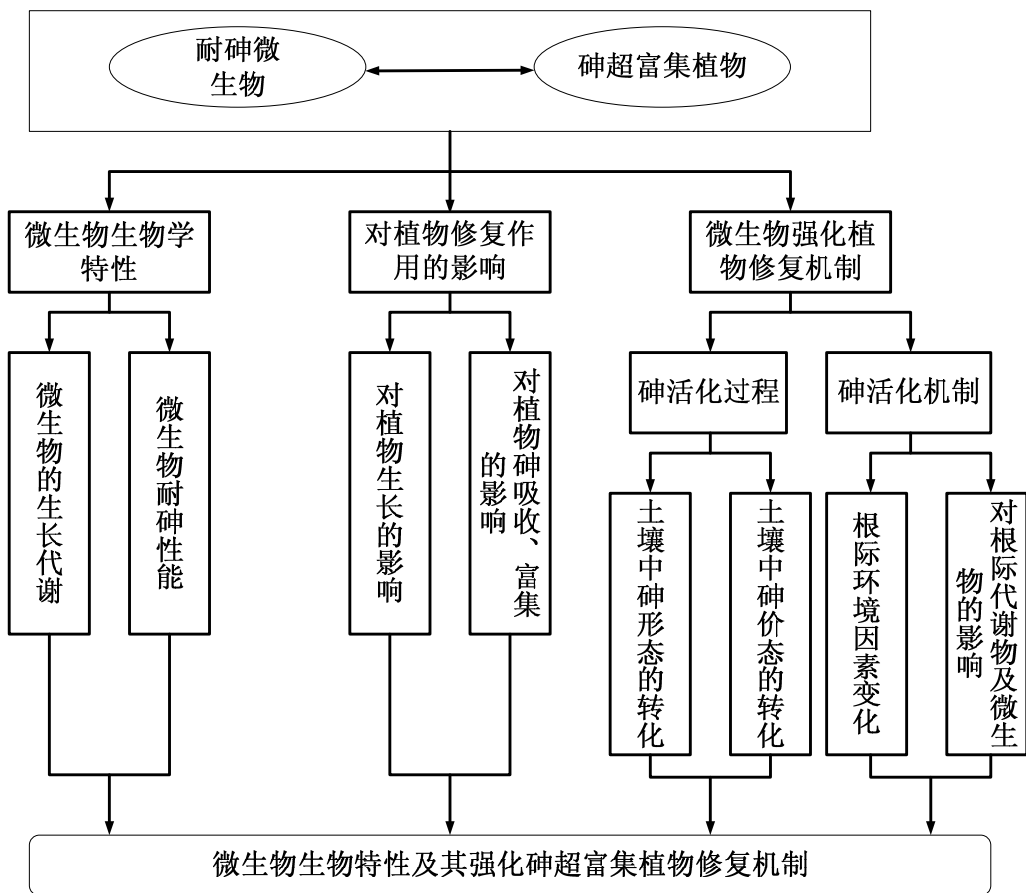 耐砷微
生物
砷超富集植物
微生物生物学
特性
对植物修复作
用的影响
微生物强化植
物修复机制
微生物的生长代谢
微生物耐砷性能
对植物生长的影响
对植物砷吸收、富集
的影响
砷活化过程
砷活化机制
土壤中砷形态的转化
土壤中砷价态的转化
根际环境因素变化
对根际代谢物及微生
物的影响
微生物生物特性及其强化砷超富集植物修复机制